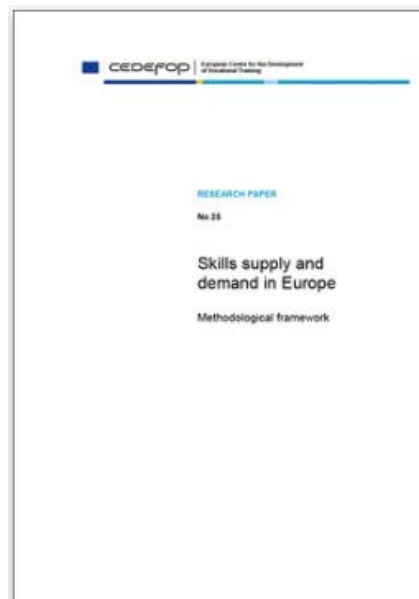 CEDEFOP
European Centre for the Development
of Vocational Training
RESEARCH PAPER
No 25
Skills supply and
demand in Europe
Methodological framework